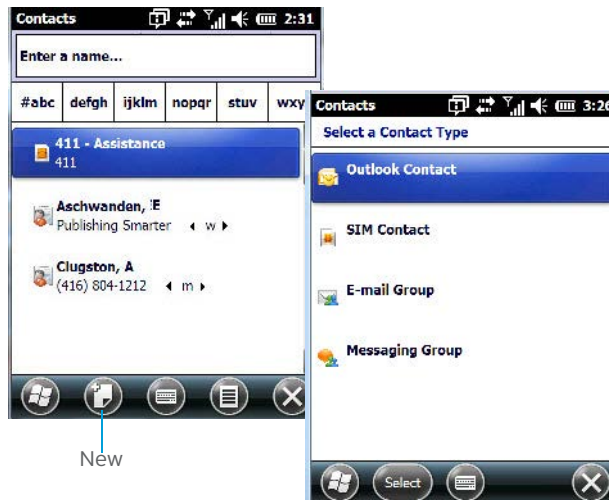 Contacts 2:31
Enter a name...
#abc defgh ijklm nopqr stuv wxy
411 - Assistance
411
Aschwanden, E
Publishing Smarter w
Clugston, A
(416) 804-1212 m
New
Contacts 3:26
Select a Contact Type
Outlook Contact
SIM Contact
E-mail Group
Messaging Group
Select